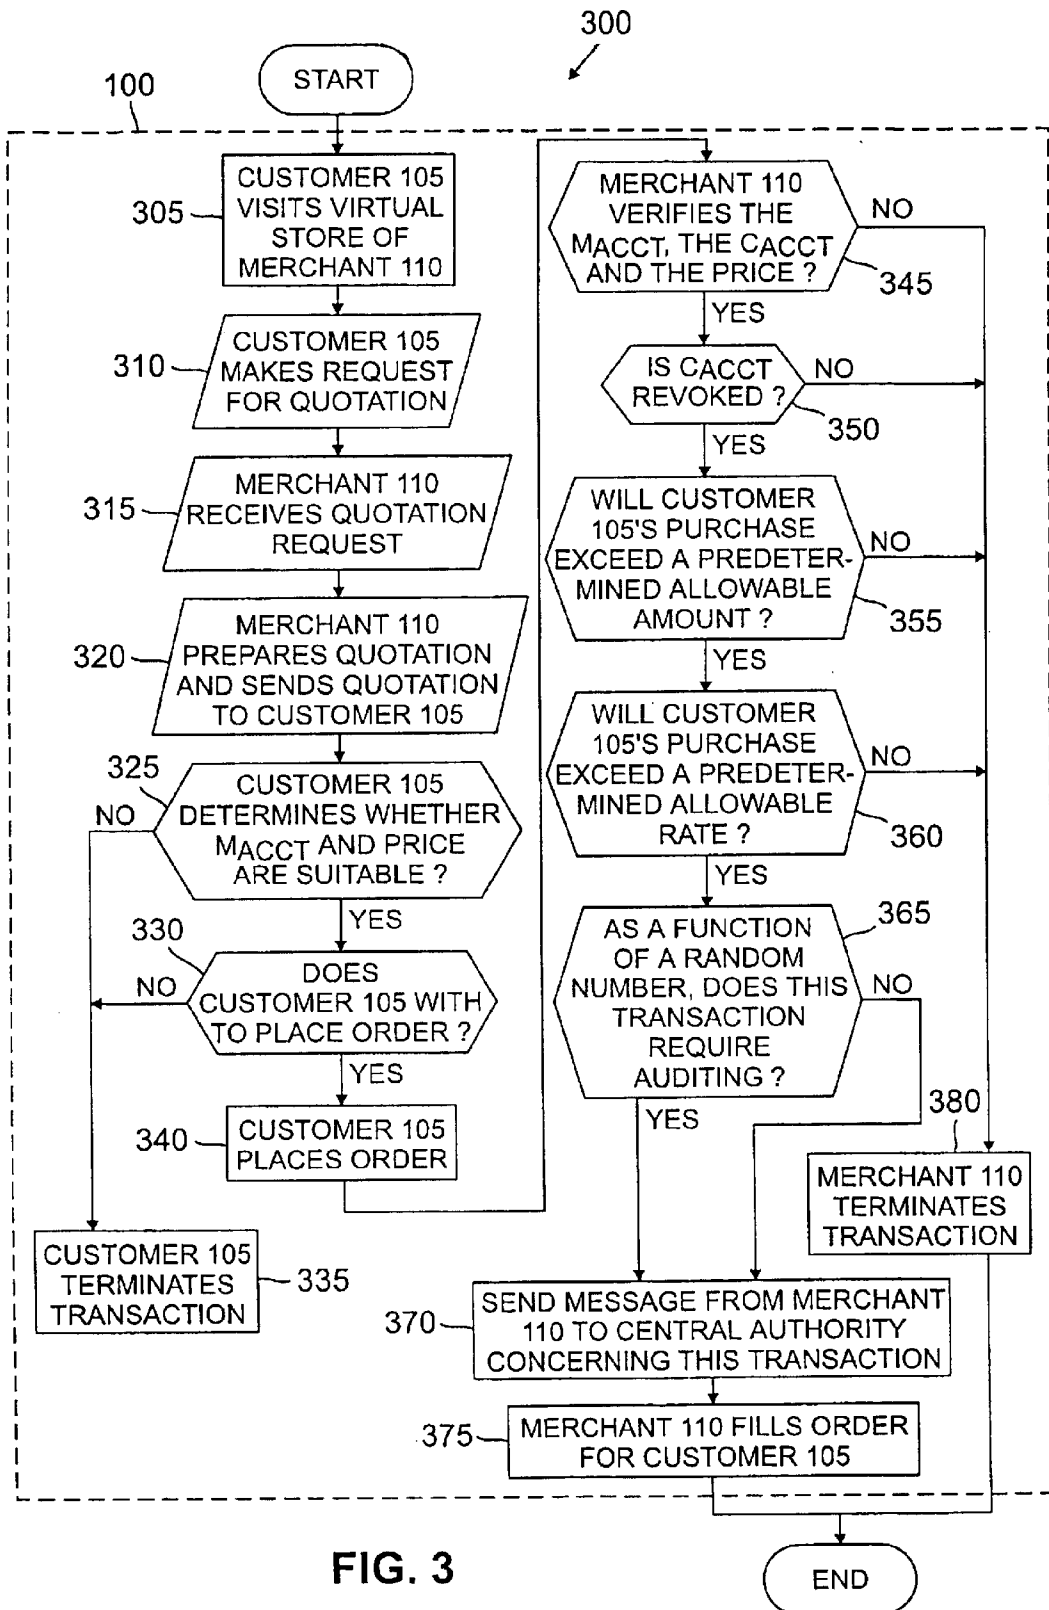 300
START
100
CUSTOMER 105
VISITS VIRTUAL
STORE OF
MERCHANT 110
305
CUSTOMER 105
MAKES REQUEST
FOR QUOTATION
310
MERCHANT 110
RECEIVES QUOTATION
REQUEST
315
MERCHANT 110
PREPARES QUOTATION
AND SENDS QUOTATION
TO CUSTOMER 105
320
325
CUSTOMER 105
DETERMINES WHETHER
MACCT AND PRICE
ARE SUITABLE ?
NO
YES
330
DOES
CUSTOMER 105 WITH
TO PLACE ORDER ?
NO
YES
340
CUSTOMER 105
PLACES ORDER
CUSTOMER 105
TERMINATES
TRANSACTION
335
MERCHANT 110
VERIFIES THE
MACCT, THE CACCT
AND THE PRICE ?
NO
345
YES
IS CACCT
REVOKED ?
NO
350
YES
WILL CUSTOMER
105'S PURCHASE
EXCEED A PREDETER-
MINED ALLOWABLE
AMOUNT ?
NO
355
YES
WILL CUSTOMER
105'S PURCHASE
EXCEED A PREDETER-
MINED ALLOWABLE
RATE ?
NO
360
YES
365
AS A FUNCTION
OF A RANDOM
NUMBER, DOES THIS
TRANSACTION
REQUIRE
AUDITING ?
NO
YES
380
MERCHANT 110
TERMINATES
TRANSACTION
370
SEND MESSAGE FROM MERCHANT
110 TO CENTRAL AUTHORITY
CONCERNING THIS TRANSACTION
375
MERCHANT 110 FILLS ORDER
FOR CUSTOMER 105
END
FIG. 3